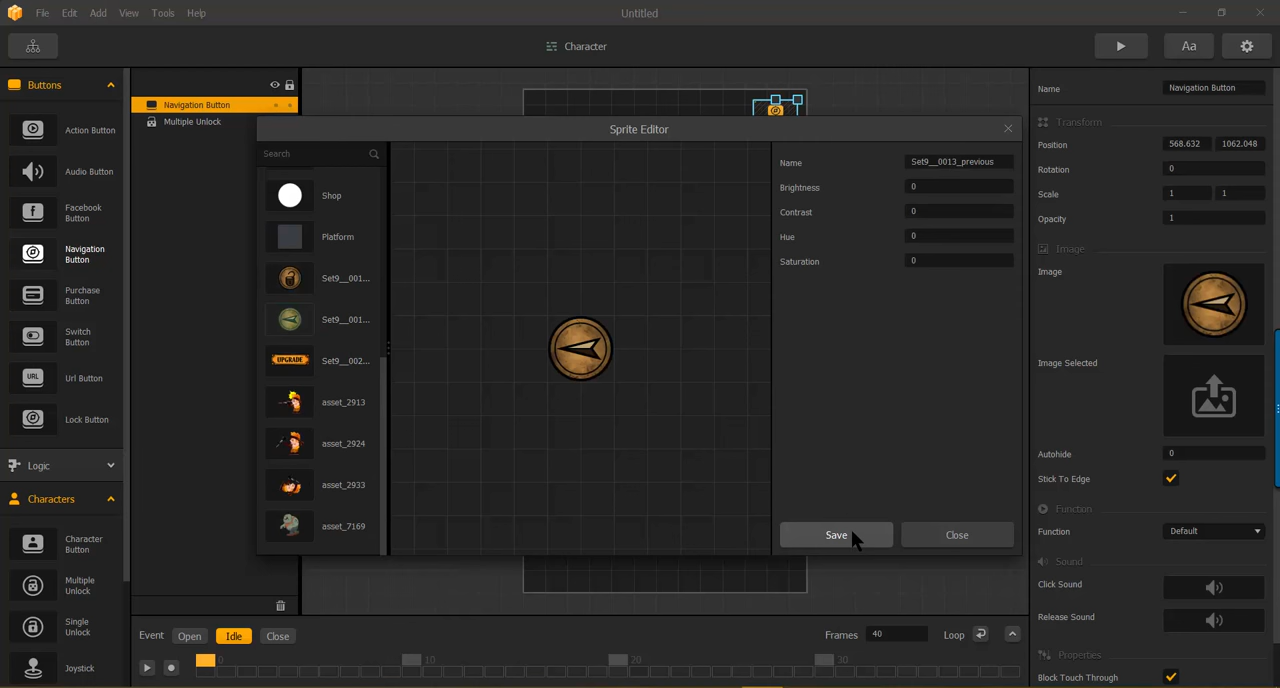 File Edit Add View Tools Help Untitled
Character Aa
Buttons
Action Button
Audio Button
Facebook
Button
Navigation
Button
Purchase
Button
Switch
Button
URL Url Button
Lock Button
Logic
Characters
Character
Button
Multiple
Unlock
Single
Unlock
Joystick
Navigation Button
Multiple Unlock
Sprite Editor
Search
Shop
Platform
Set9__001...
Set9__001...
UPGRADE Set9__002...
asset_2913
asset_2924
asset_2933
asset_7169
Name Set9__0013_previous
Brightness 0
Contrast 0
Hue 0
Saturation 0
Save Close
Name Navigation Button
Transform
Position 568.632 1062.048
Rotation 0
Scale 1 1
Opacity 1
Image
Image
Image Selected
Autohide 0
Stick To Edge
Function
Function Default
Sound
Click Sound
Release Sound
Properties
Block Touch Through
Event Open Idle Close Frames 40 Loop
0 10 20 30